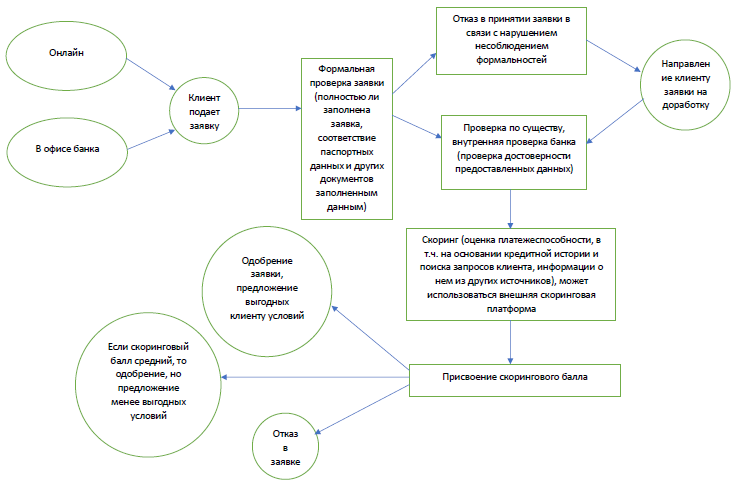 Онлайн
В офисе банка
Клиент
подает
заявку
Формальная
проверка заявки
(полностью ли
заполнена
заявка,
соответствие
паспортных
данных и других
документов
заполненным
данным)
Отказ в принятии заявки в
связи с нарушением
несоблюдением
формальностей
Направлен
ие клиенту
заявки на
доработку
Проверка по существу,
внутренняя проверка банка
(проверка достоверности
предоставленных данных)
Скоринг (оценка платежеспособности, в
т.ч. на основании кредитной истории и
поиска запросов клиента, информации о
нем из других источников), может
использоваться внешняя скоринговая
платформа
Присвоение скорингового балла
Одобрение
заявки,
предложение
выгодных
клиенту условий
Если скоринговый
балл средний, то
одобрение, но
предложение
менее выгодных
условий
Отказ
в
заявке